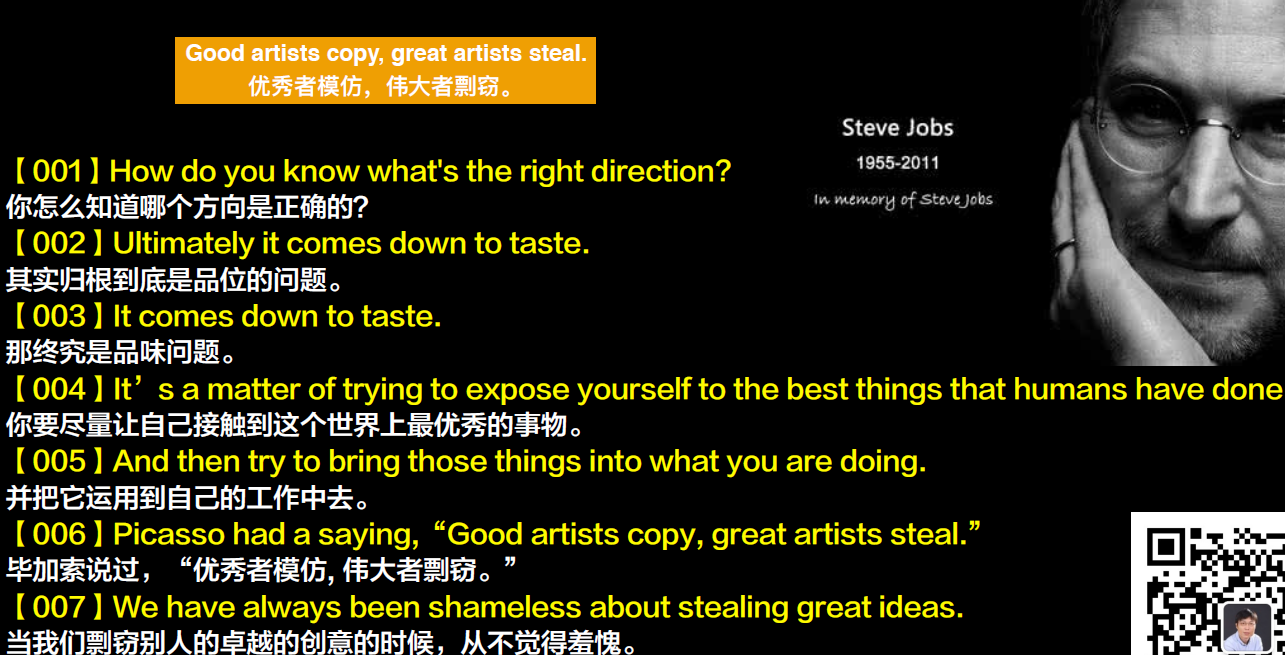 Good artists copy, great artists steal.
优秀者模仿，伟大者剽窃。
Steve Jobs
1955-2011
In memory of Steve Jobs
【001】How do you know what's the right direction?
你怎么知道哪个方向是正确的？
【002】Ultimately it comes down to taste.
其实归根到底是品位的问题。
【003】It comes down to taste.
那终究是品味问题。
【004】It’s a matter of trying to expose yourself to the best things that humans have done
你要尽量让自己接触到这个世界上最优秀的事物。
【005】And then try to bring those things into what you are doing.
并把它运用到自己的工作中去。
【006】Picasso had a saying,“Good artists copy, great artists steal.”
毕加索说过，“优秀者模仿, 伟大者剽窃。”
【007】We have always been shameless about stealing great ideas.
当我们剽窃别人的卓越的创意的时候，从不觉得羞愧。